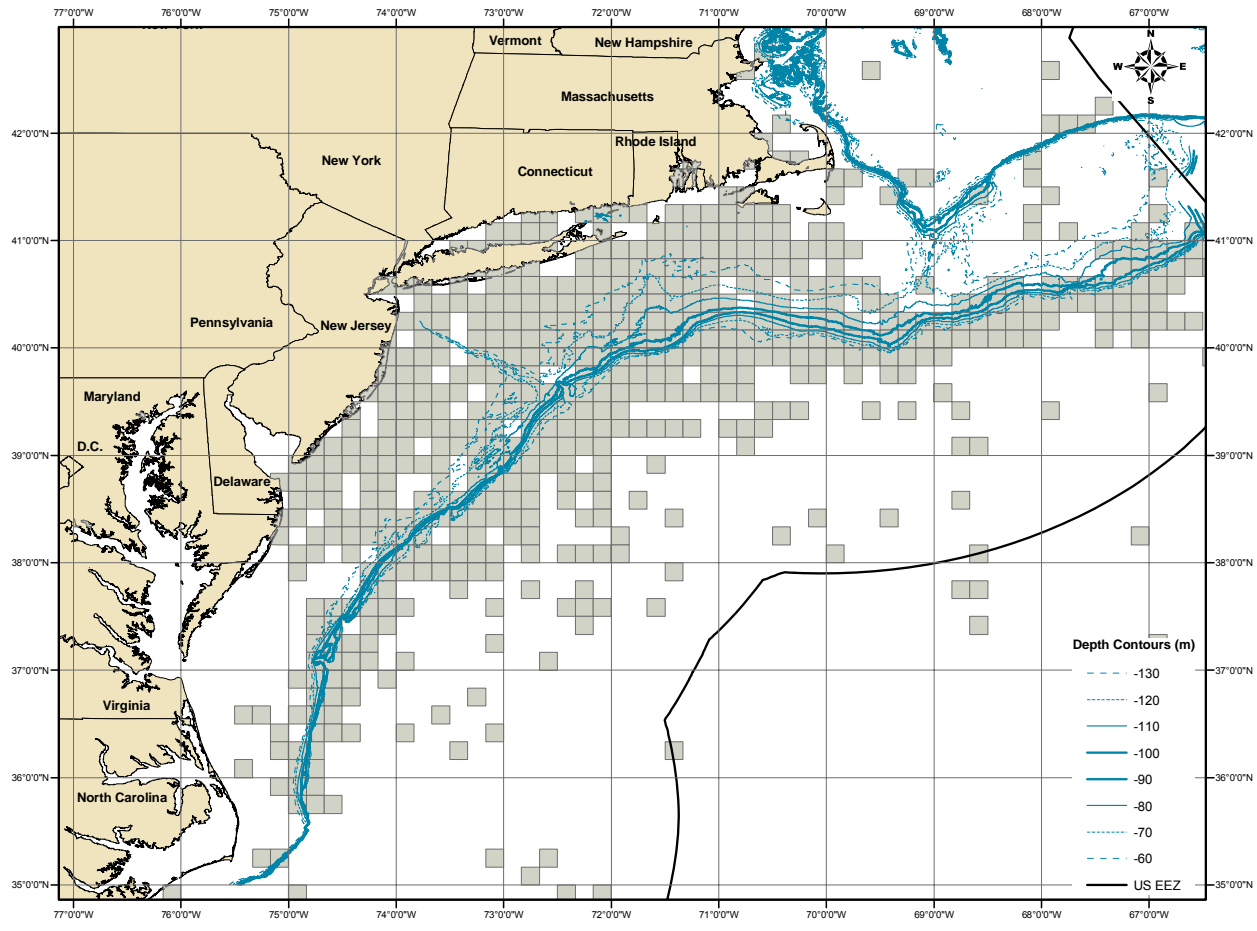 77°0'0"W 76°0'0"W 75°0'0"W 74°0'0"W 73°0'0"W 72°0'0"W 71°0'0"W 70°0'0"W 69°0'0"W 68°0'0"W 67°0'0"W
Vermont
New Hampshire
N
W E
S
Massachusetts
42°0'0"N 42°0'0"N
Rhode Island
New York
Connecticut
41°0'0"N 41°0'0"N
Pennsylvania
New Jersey
40°0'0"N 40°0'0"N
Maryland
D.C.
39°0'0"N 39°0'0"N
Delaware
38°0'0"N 38°0'0"N
Depth Contours (m)
37°0'0"N 37°0'0"N
-130
-120
Virginia
-110
-100
36°0'0"N 36°0'0"N
-90
North Carolina
-80
-70
-60
35°0'0"N 35°0'0"N
US EEZ
77°0'0"W 76°0'0"W 75°0'0"W 74°0'0"W 73°0'0"W 72°0'0"W 71°0'0"W 70°0'0"W 69°0'0"W 68°0'0"W 67°0'0"W